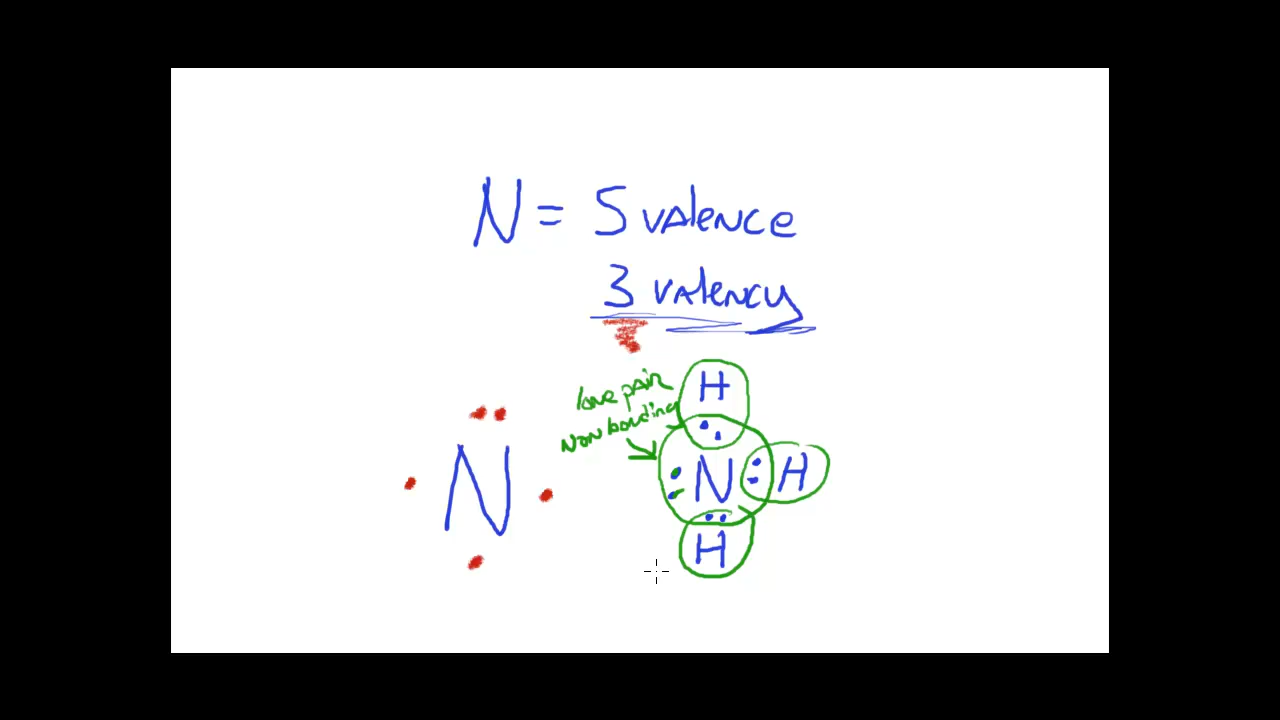 N = 5 valence
3 valency
lone pair
Non bonding
H
N
N H
H